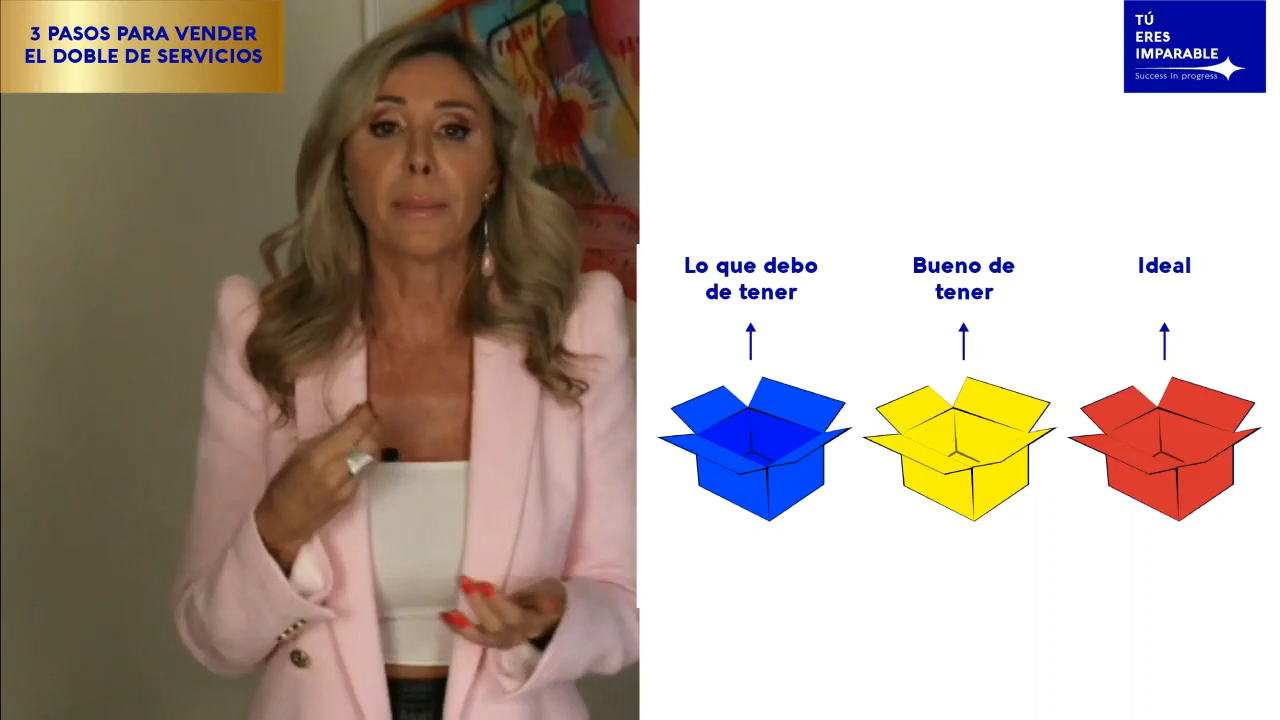 3 PASOS PARA VENDER
EL DOBLE DE SERVICIOS
TÚ
ERES
IMPARABLE
Success in progress
Lo que debo
de tener
Bueno de
tener
Ideal